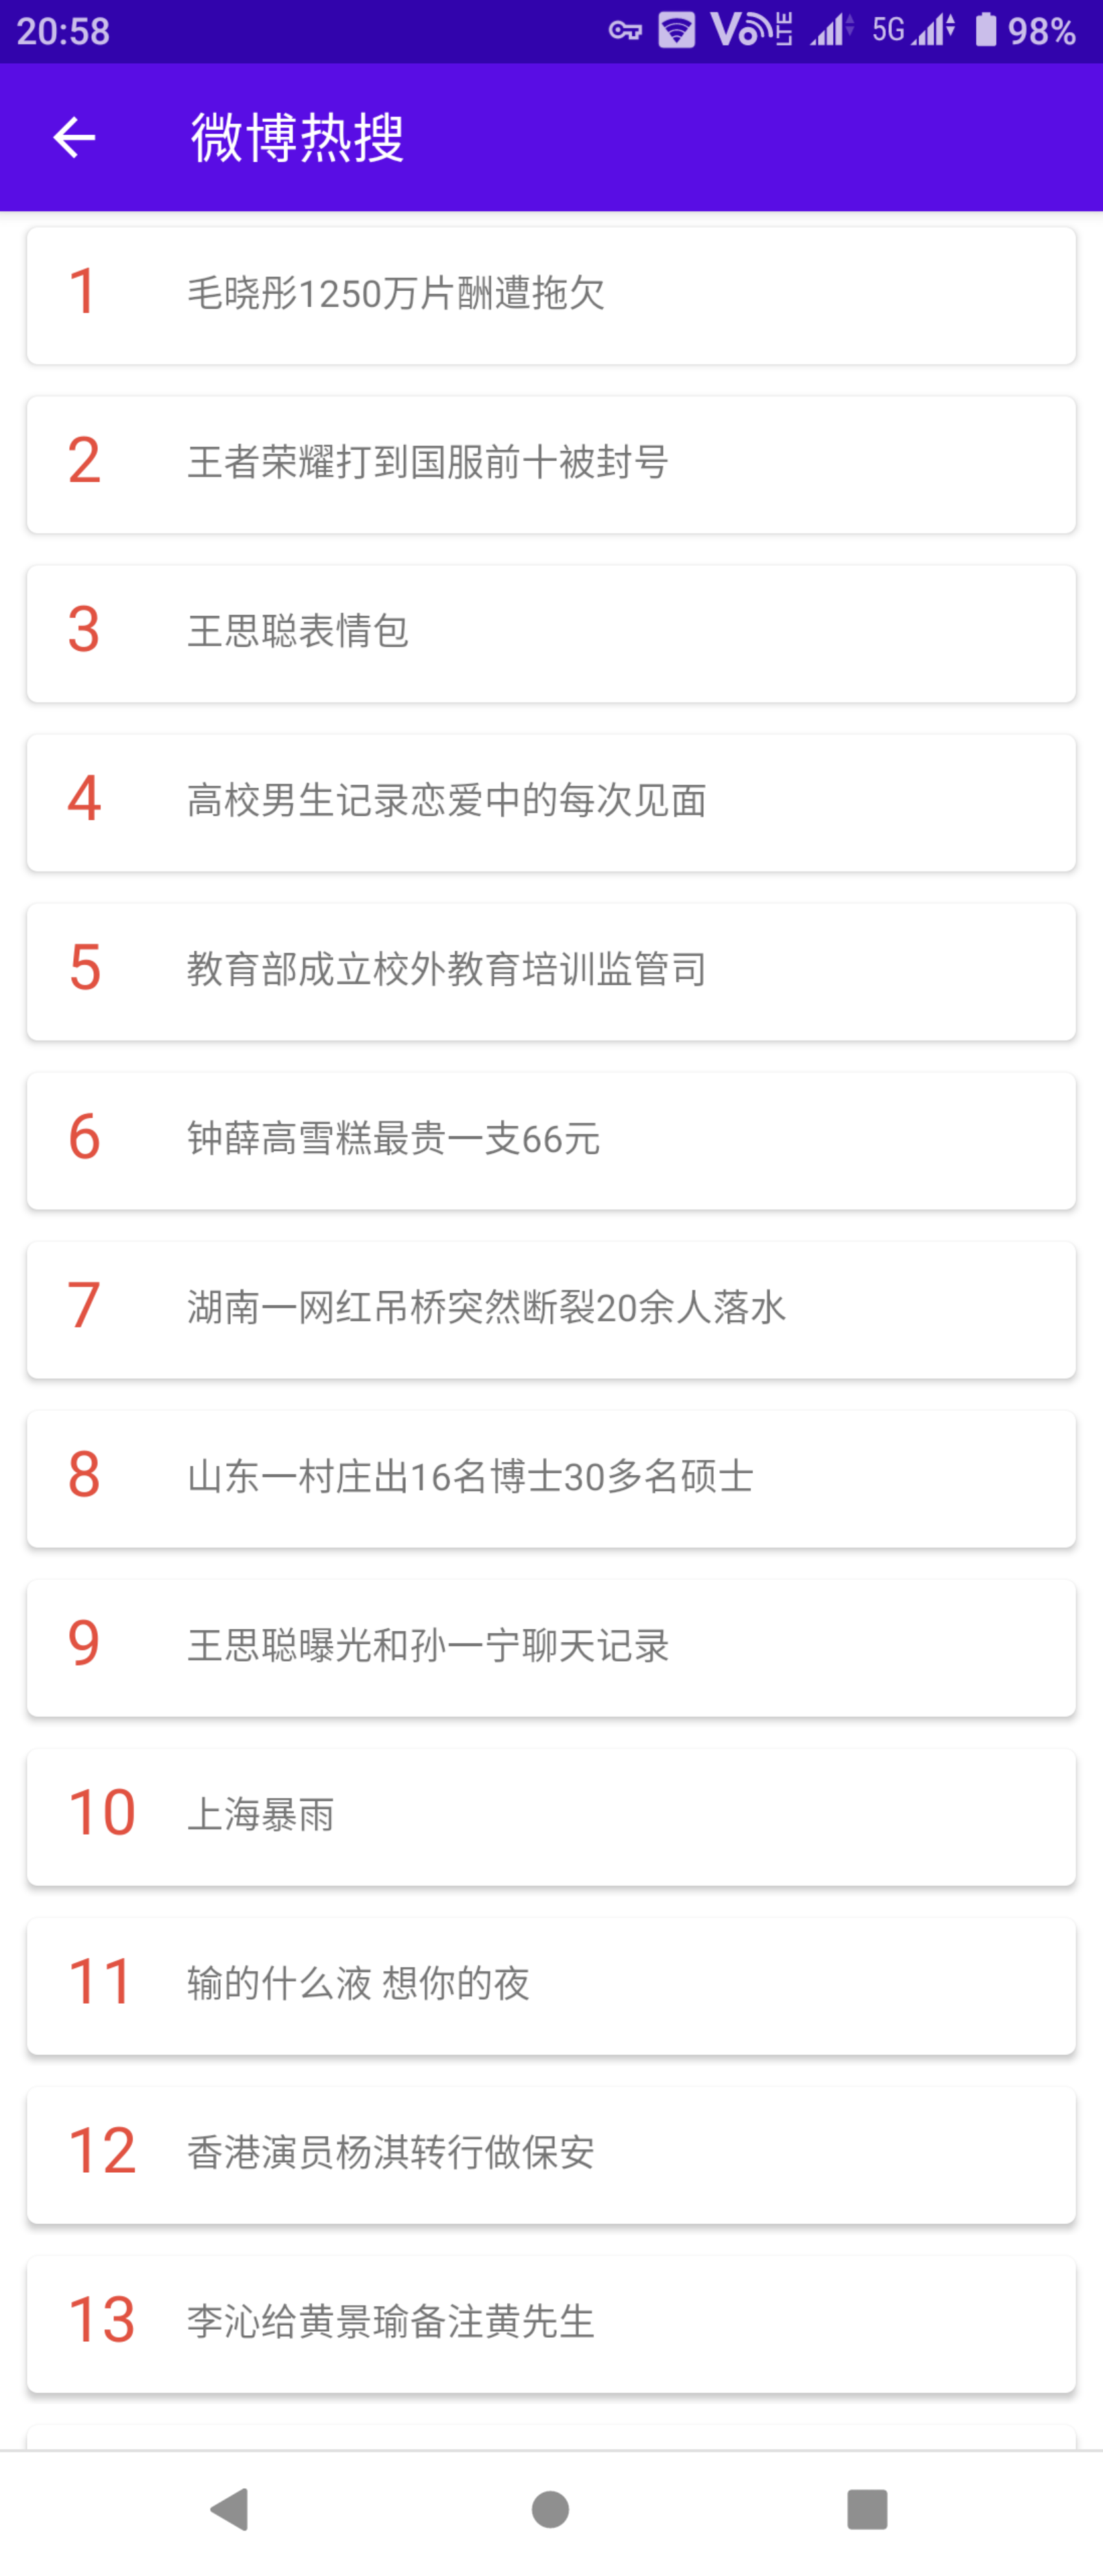 20:58 VoLTE 5G 98%
微博热搜
1 毛晓彤1250万片酬遭拖欠
2 王者荣耀打到国服前十被封号
3 王思聪表情包
4 高校男生记录恋爱中的每次见面
5 教育部成立校外教育培训监管司
6 钟薛高雪糕最贵一支66元
7 湖南一网红吊桥突然断裂20余人落水
8 山东一村庄出16名博士30多名硕士
9 王思聪曝光和孙一宁聊天记录
10 上海暴雨
11 输的什么液 想你的夜
12 香港演员杨淇转行做保安
13 李沁给黄景瑜备注黄先生